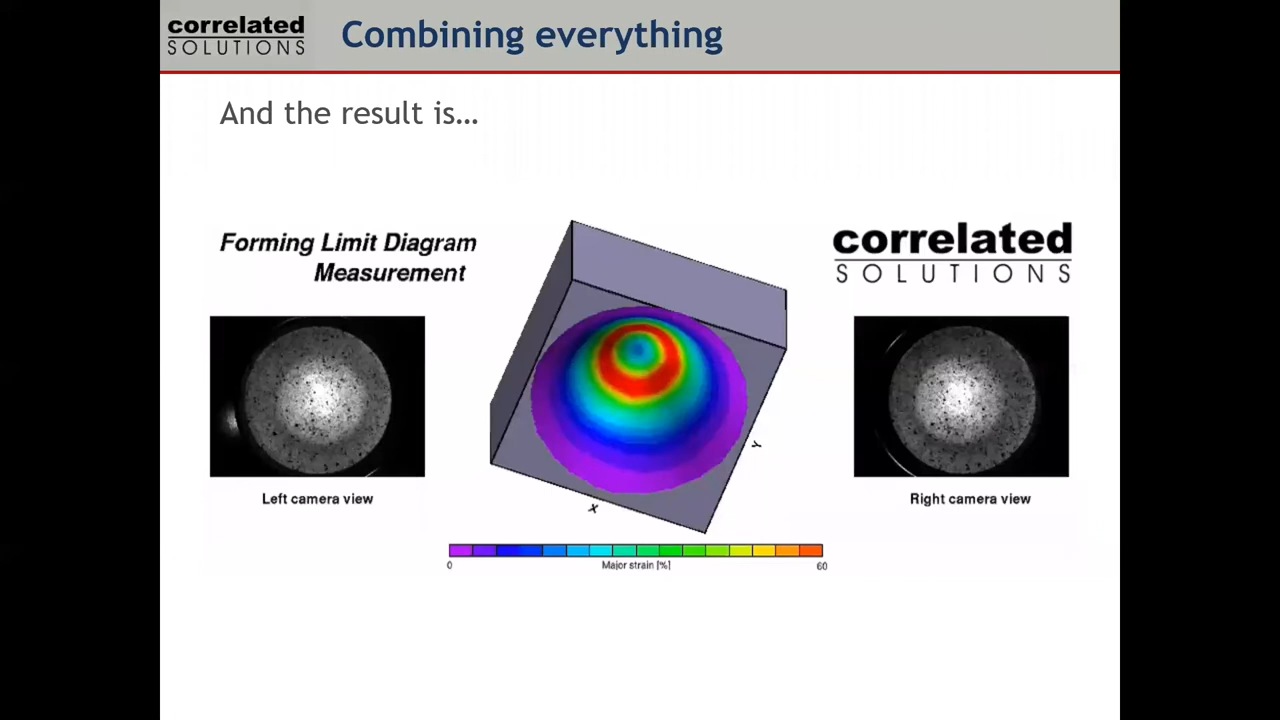 correlated
SOLUTIONS
Combining everything
And the result is...
Forming Limit Diagram
Measurement
correlated
SOLUTIONS
Left camera view
Right camera view
Y
X
0
Major strain [%]
60